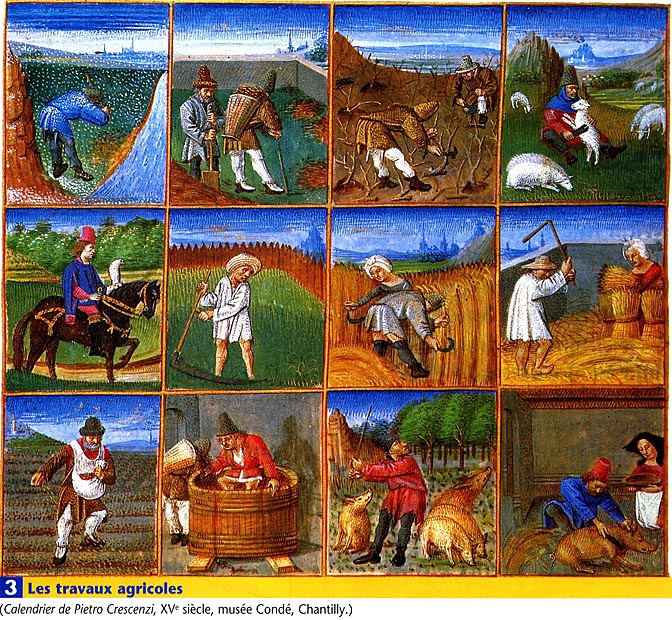 3 Les travaux agricoles
(Calendrier de Pietro Crescenzi, XVe siècle, musée Condé, Chantilly.)